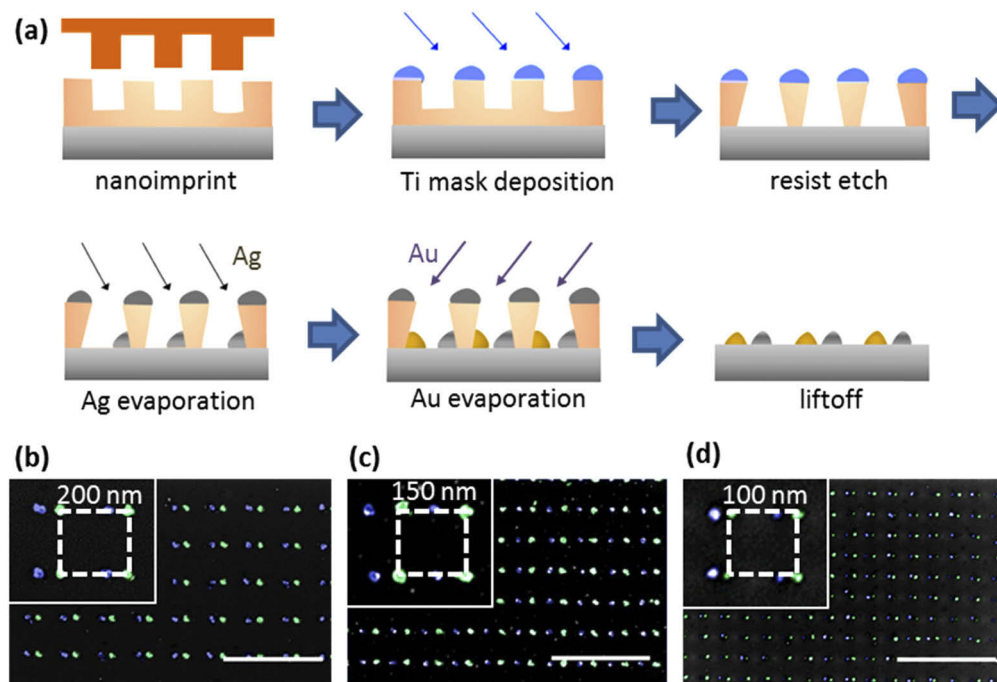 (a)
nanoimprint
Ti mask deposition
resist etch
Ag
Au
Ag evaporation
Au evaporation
liftoff
(b)
(c)
(d)
200 nm
150 nm
100 nm